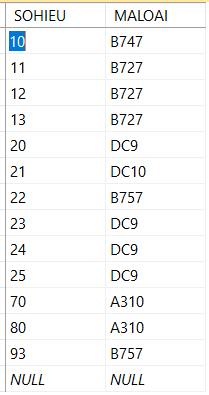 SOHIEU MALOAI
10 B747
11 B727
12 B727
13 B727
20 DC9
21 DC10
22 B757
23 DC9
24 DC9
25 DC9
70 A310
80 A310
93 B757
NULL NULL